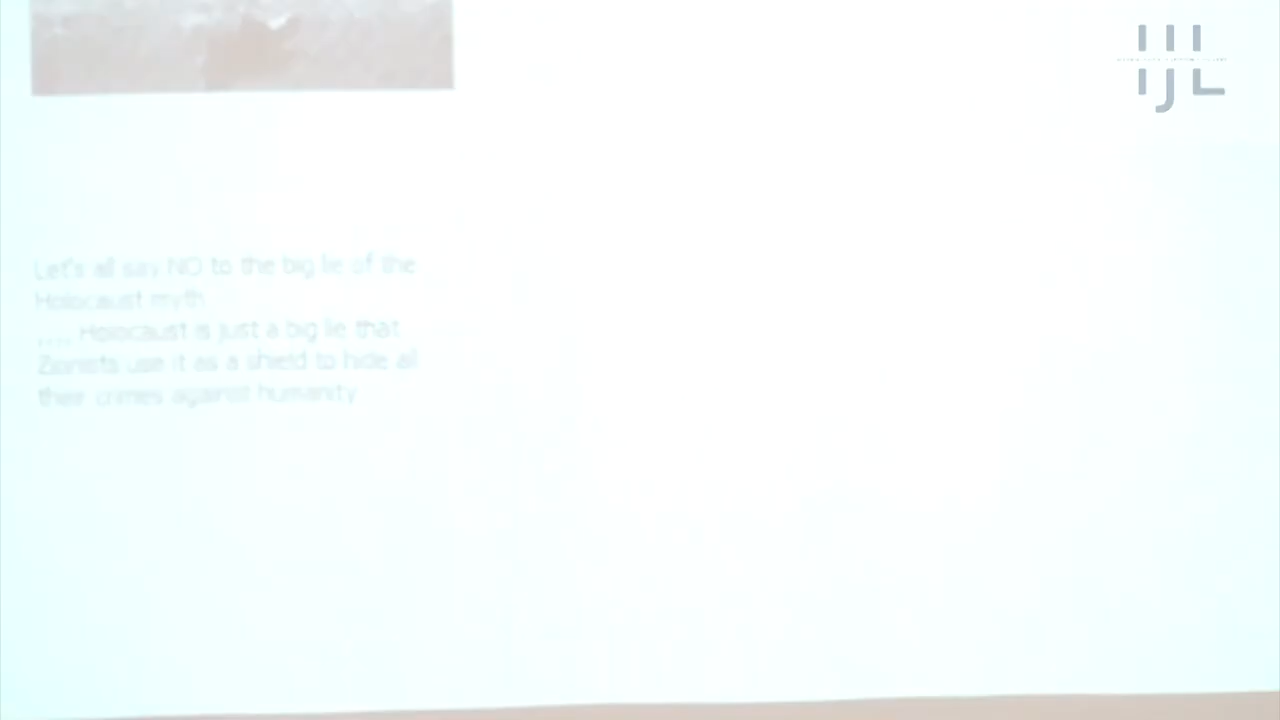 IJL
Let's all say NO to the big lie of the
Holocaust myth.
.... Holocaust is just a big lie that
Zionists use it as a shield to hide all
their crimes against humanity